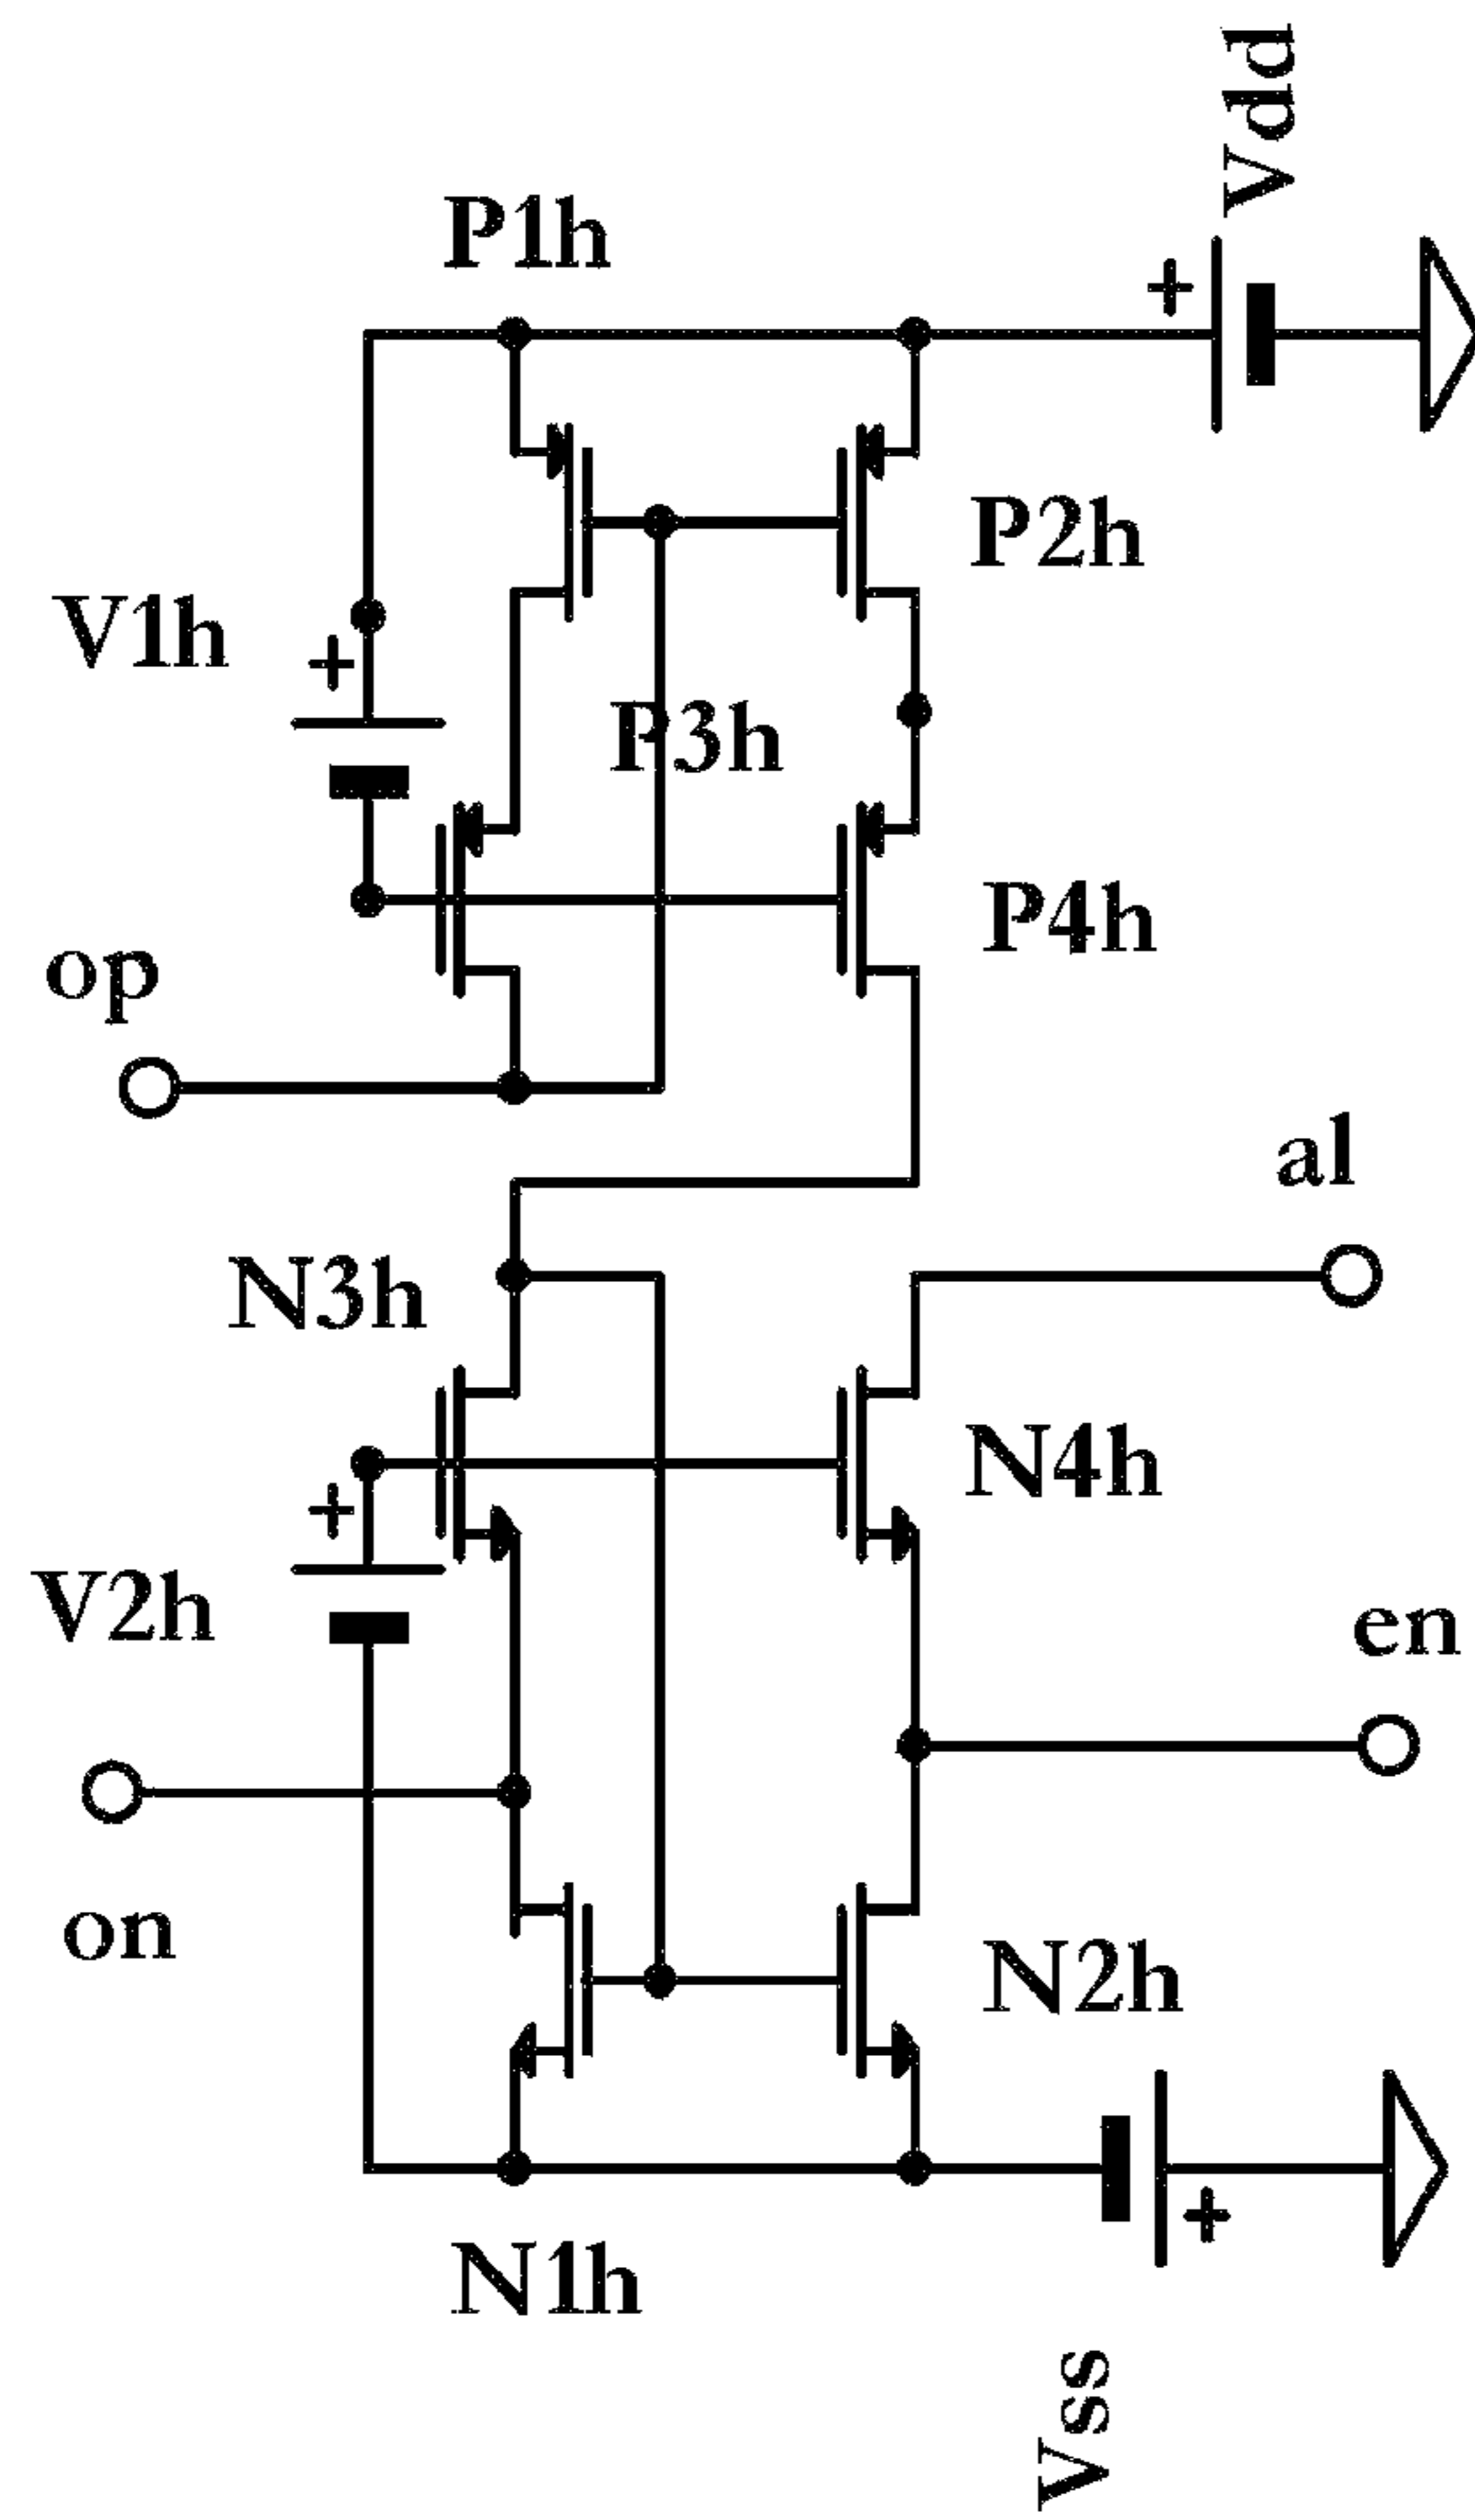 Vdd
P1h
+
P2h
V1h
+
P3h
P4h
op
al
N3h
N4h
+
V2h
en
on
N2h
+
N1h
Vss